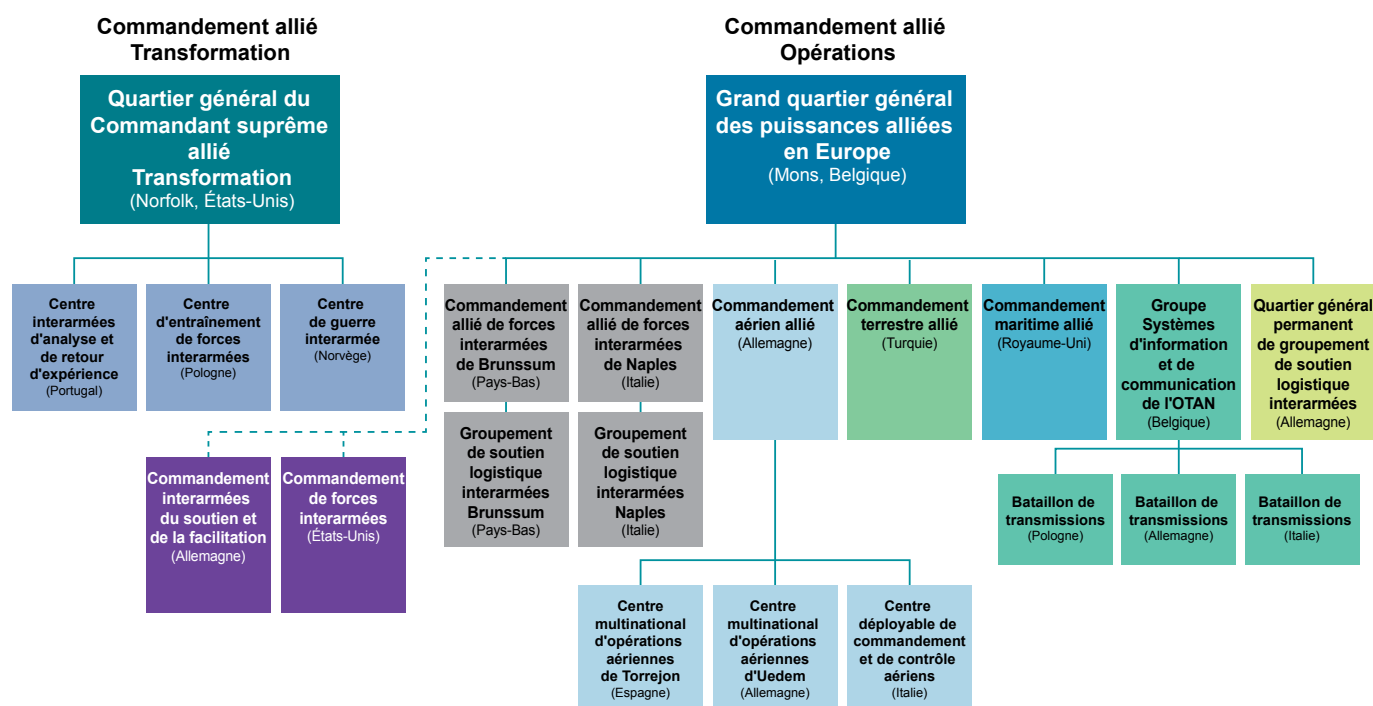 Commandement allié
Transformation
Commandement allié
Opérations
Quartier général du
Commandant suprême
allié
Transformation
(Norfolk, États-Unis)
Grand quartier général
des puissances alliées
en Europe
(Mons, Belgique)
Centre
interarmées
d'analyse et
de retour
d'expérience
(Portugal)
Centre
d'entraînement
de forces
interarmées
(Pologne)
Centre
de guerre
interarmée
(Norvège)
Commandement
allié de forces
interarmées
de Brunssum
(Pays-Bas)
Commandement
allié de forces
interarmées
de Naples
(Italie)
Commandement
aérien allié
(Allemagne)
Commandement
terrestre allié
(Turquie)
Commandement
maritime allié
(Royaume-Uni)
Groupe
Systèmes
d'information
et de
communication
de l'OTAN
(Belgique)
Quartier général
permanent
de groupement
de soutien
logistique
interarmées
(Allemagne)
Commandement
interarmées
du soutien et
de la facilitation
(Allemagne)
Commandement
de forces
interarmées
(États-Unis)
Groupement
de soutien
logistique
interarmées
Brunssum
(Pays-Bas)
Groupement
de soutien
logistique
interarmées
Naples
(Italie)
Bataillon de
transmissions
(Pologne)
Bataillon de
transmissions
(Allemagne)
Bataillon de
transmissions
(Italie)
Centre
multinational
d'opérations
aériennes
de Torrejon
(Espagne)
Centre
multinational
d'opérations
aériennes
d'Uedem
(Allemagne)
Centre
déployable de
commandement
et de contrôle
aériens
(Italie)